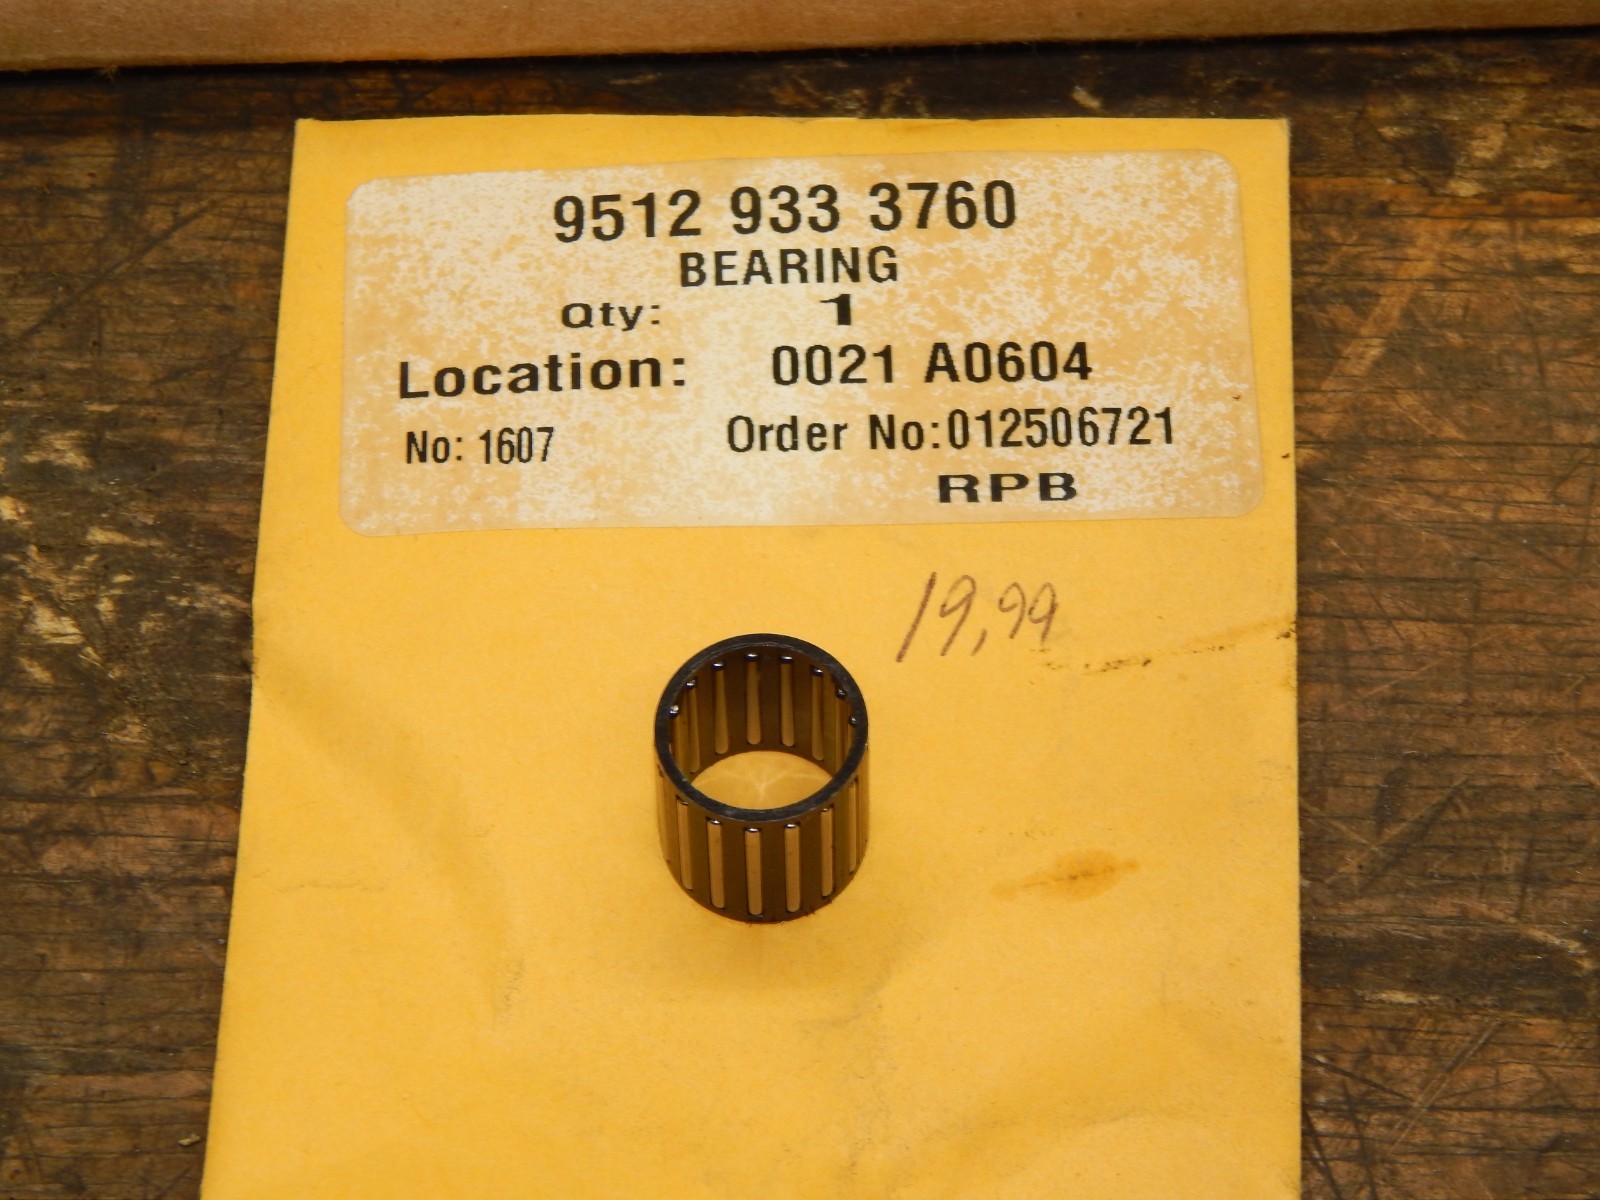 9512 933 3760
BEARING
Qty: 1
Location: 0021 A0604
No: 1607 Order No:012506721
RPB
19,99